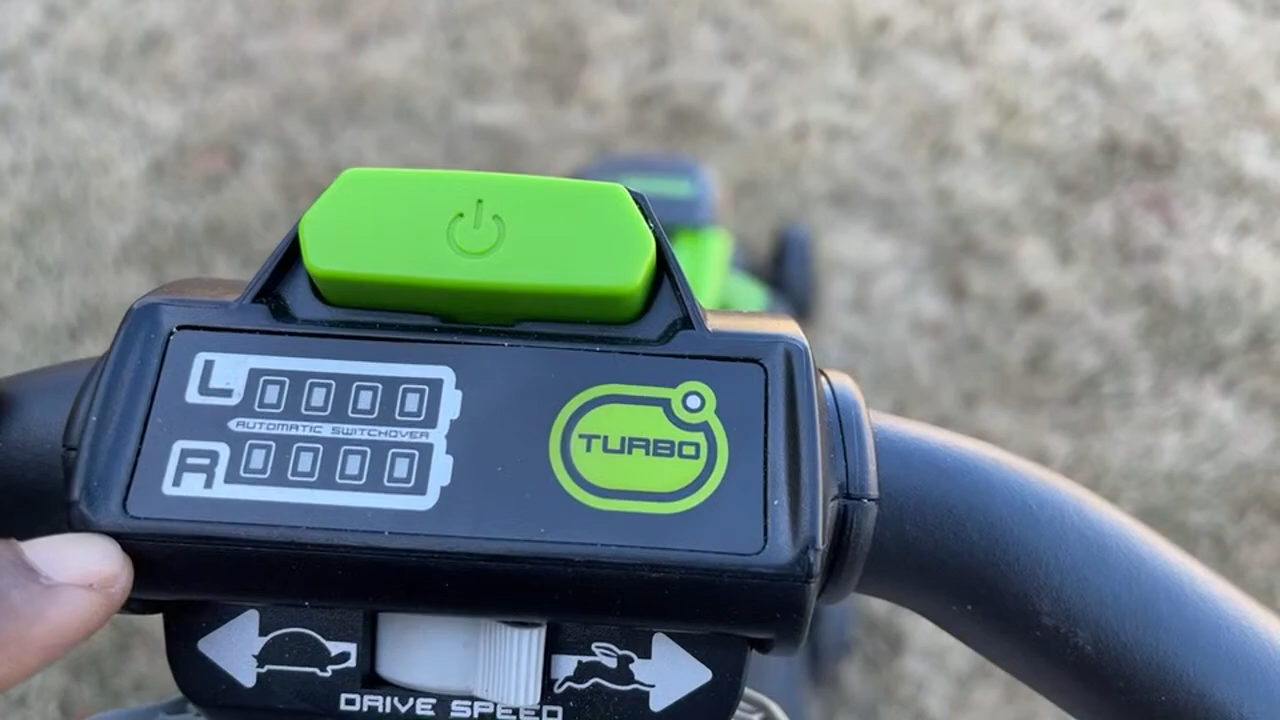 L
AUTOMATIC SWITCHOVER
R
TURBO
DRIVE SPEED